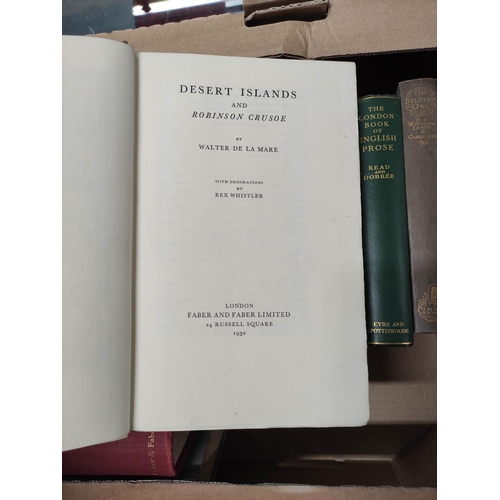 DESERT ISLANDS
AND
ROBINSON CRUSOE
BY
WALTER DE LA MARE
WITH DECORATIONS
BY
REX WHISTLER
LONDON
FABER AND FABER LIMITED
24 RUSSELL SQUARE
1930
THE
LONDON
BOOK
OF
ENGLISH
PROSE
READ
AND
DOBRÉE
EYRE AND
SPOTTISWOODE
THE